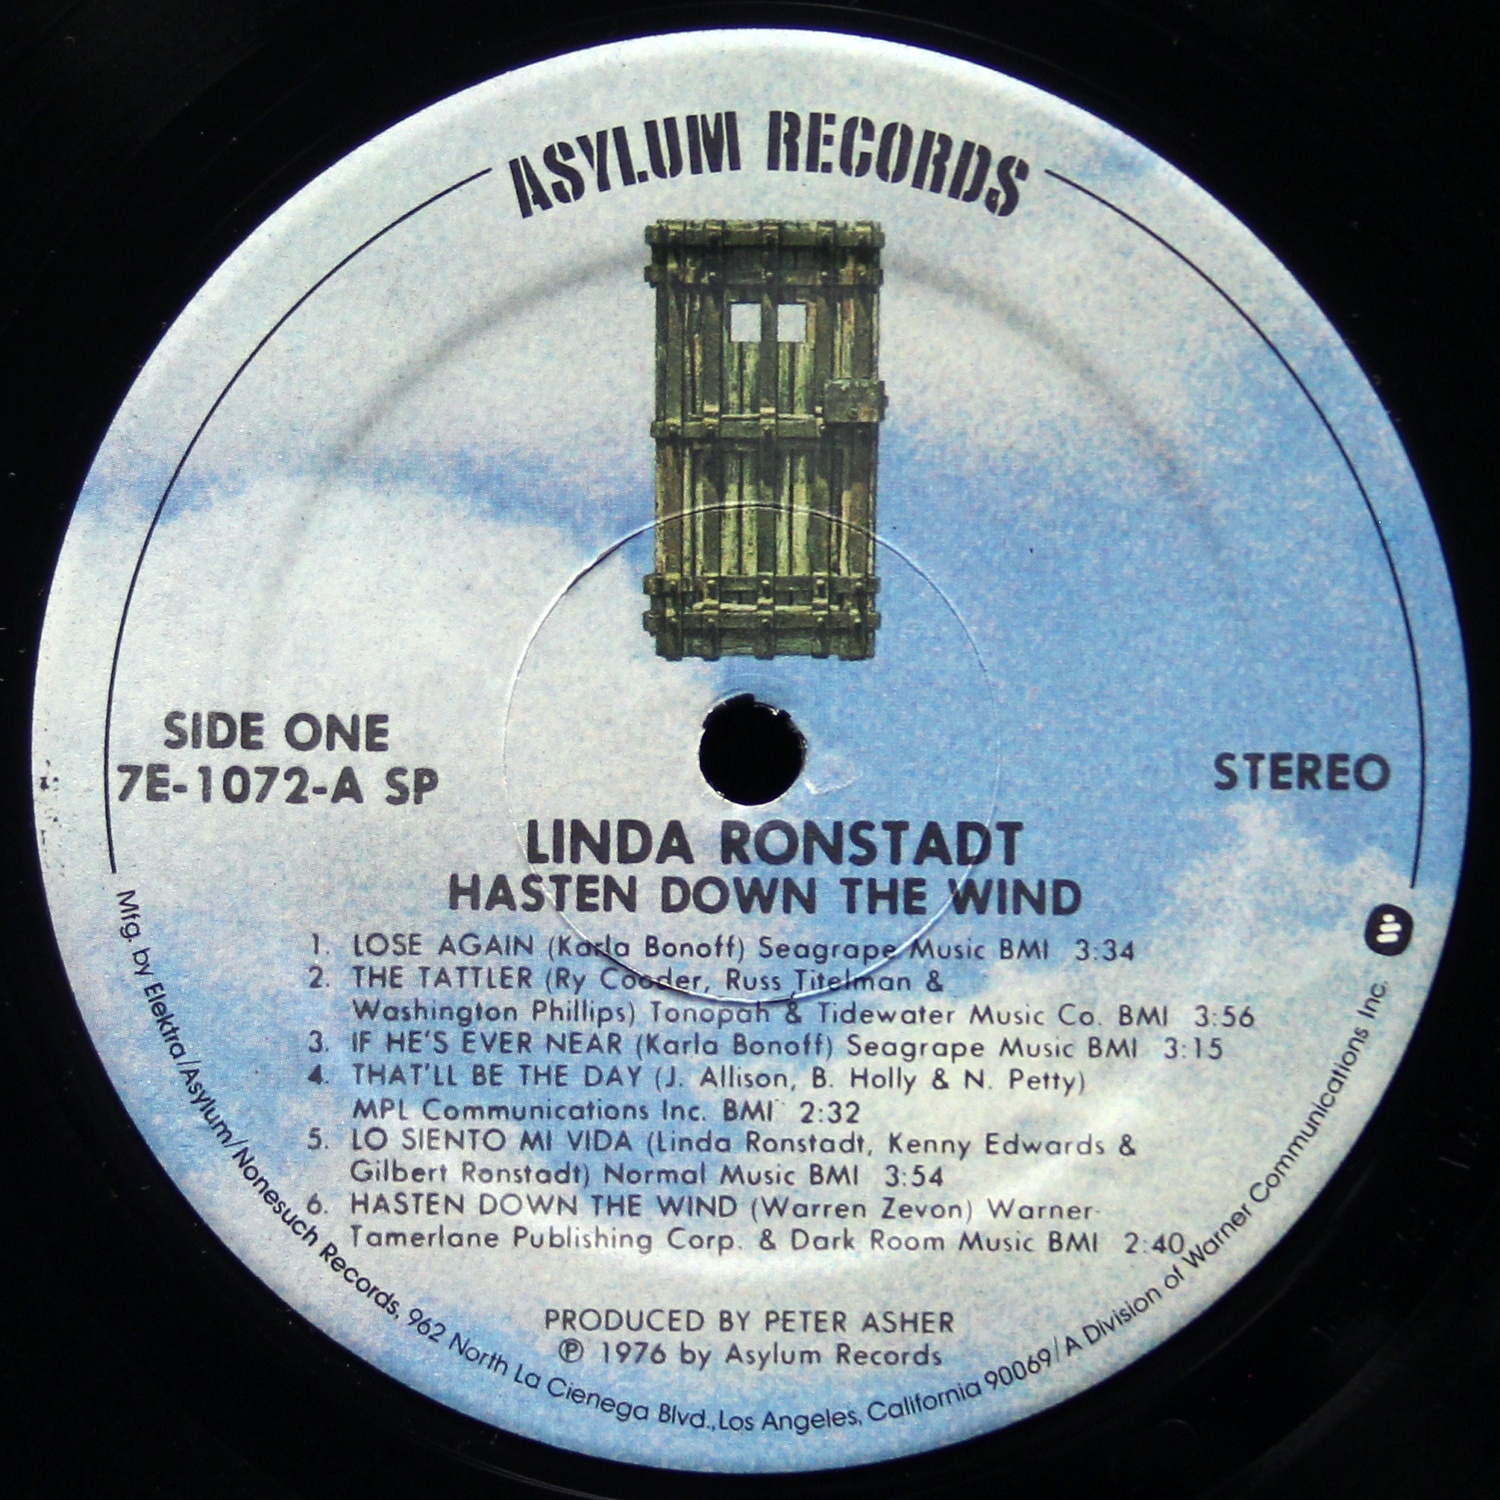 ASYLUM RECORDS
SIDE ONE
7E-1072-A SP
STEREO
LINDA RONSTADT
HASTEN DOWN THE WIND
1. LOSE AGAIN (Karla Bonoff) Seagrape Music BMI 3:34
2. THE TATTLER (Ry Cooder, Russ Titelman &
Washington Phillips) Tonopah & Tidewater Music Co. BMI 3:56
3. IF HE'S EVER NEAR (Karla Bonoff) Seagrape Music BMI 3:15
4. THAT'LL BE THE DAY (J. Allison, B. Holly & N. Petty)
MPL Communications Inc. BMI 2:32
5. LO SIENTO MI VIDA (Linda Ronstadt, Kenny Edwards &
Gilbert Ronstadt) Normal Music BMI 3:54
6. HASTEN DOWN THE WIND (Warren Zevon) Warner-
Tamerlane Publishing Corp. & Dark Room Music BMI 2:40
PRODUCED BY PETER ASHER
℗ 1976 by Asylum Records
Mfg. by Elektra/Asylum/Nonesuch Records, 962 North La Cienega Blvd., Los Angeles, California 90069/A Division of Warner Communications Inc.